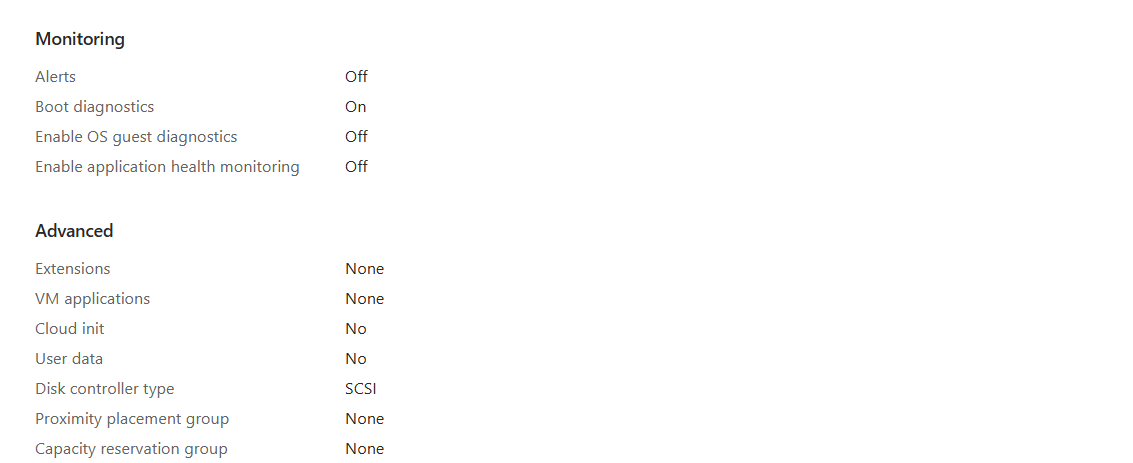 Monitoring
Alerts Off
Boot diagnostics On
Enable OS guest diagnostics Off
Enable application health monitoring Off
Advanced
Extensions None
VM applications None
Cloud init No
User data No
Disk controller type SCSI
Proximity placement group None
Capacity reservation group None